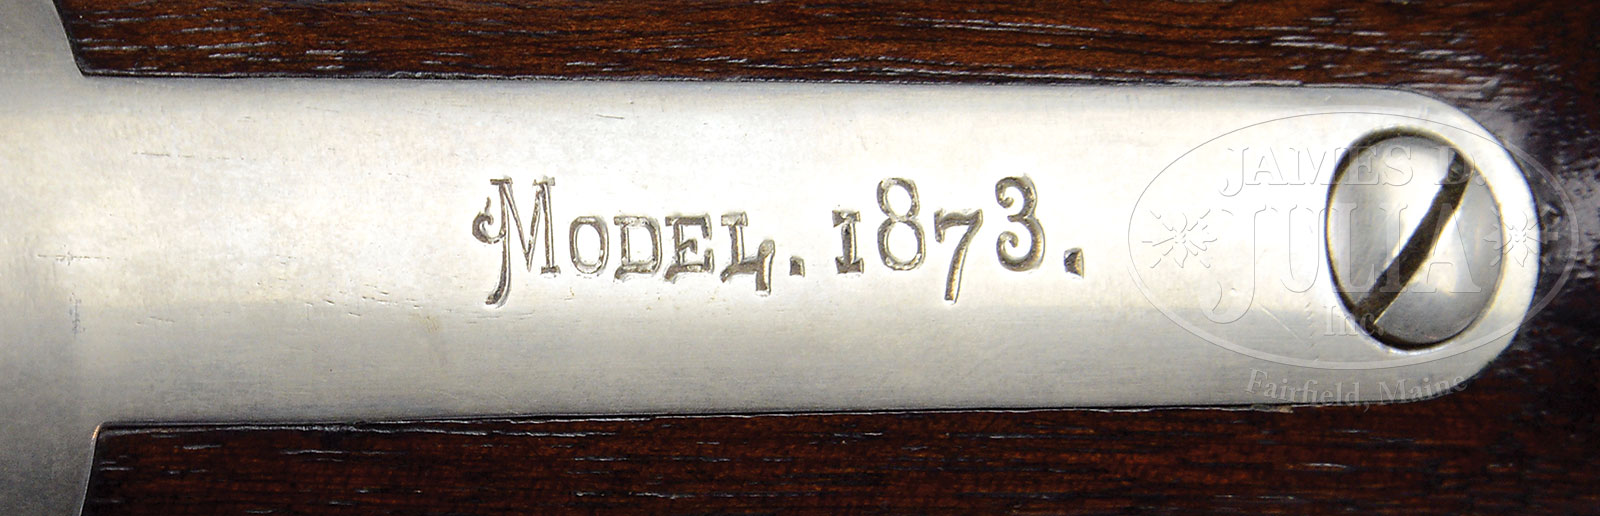 MODEL. 1873.
JAMES D.
JULIA
Inc.
Fairfield, Maine